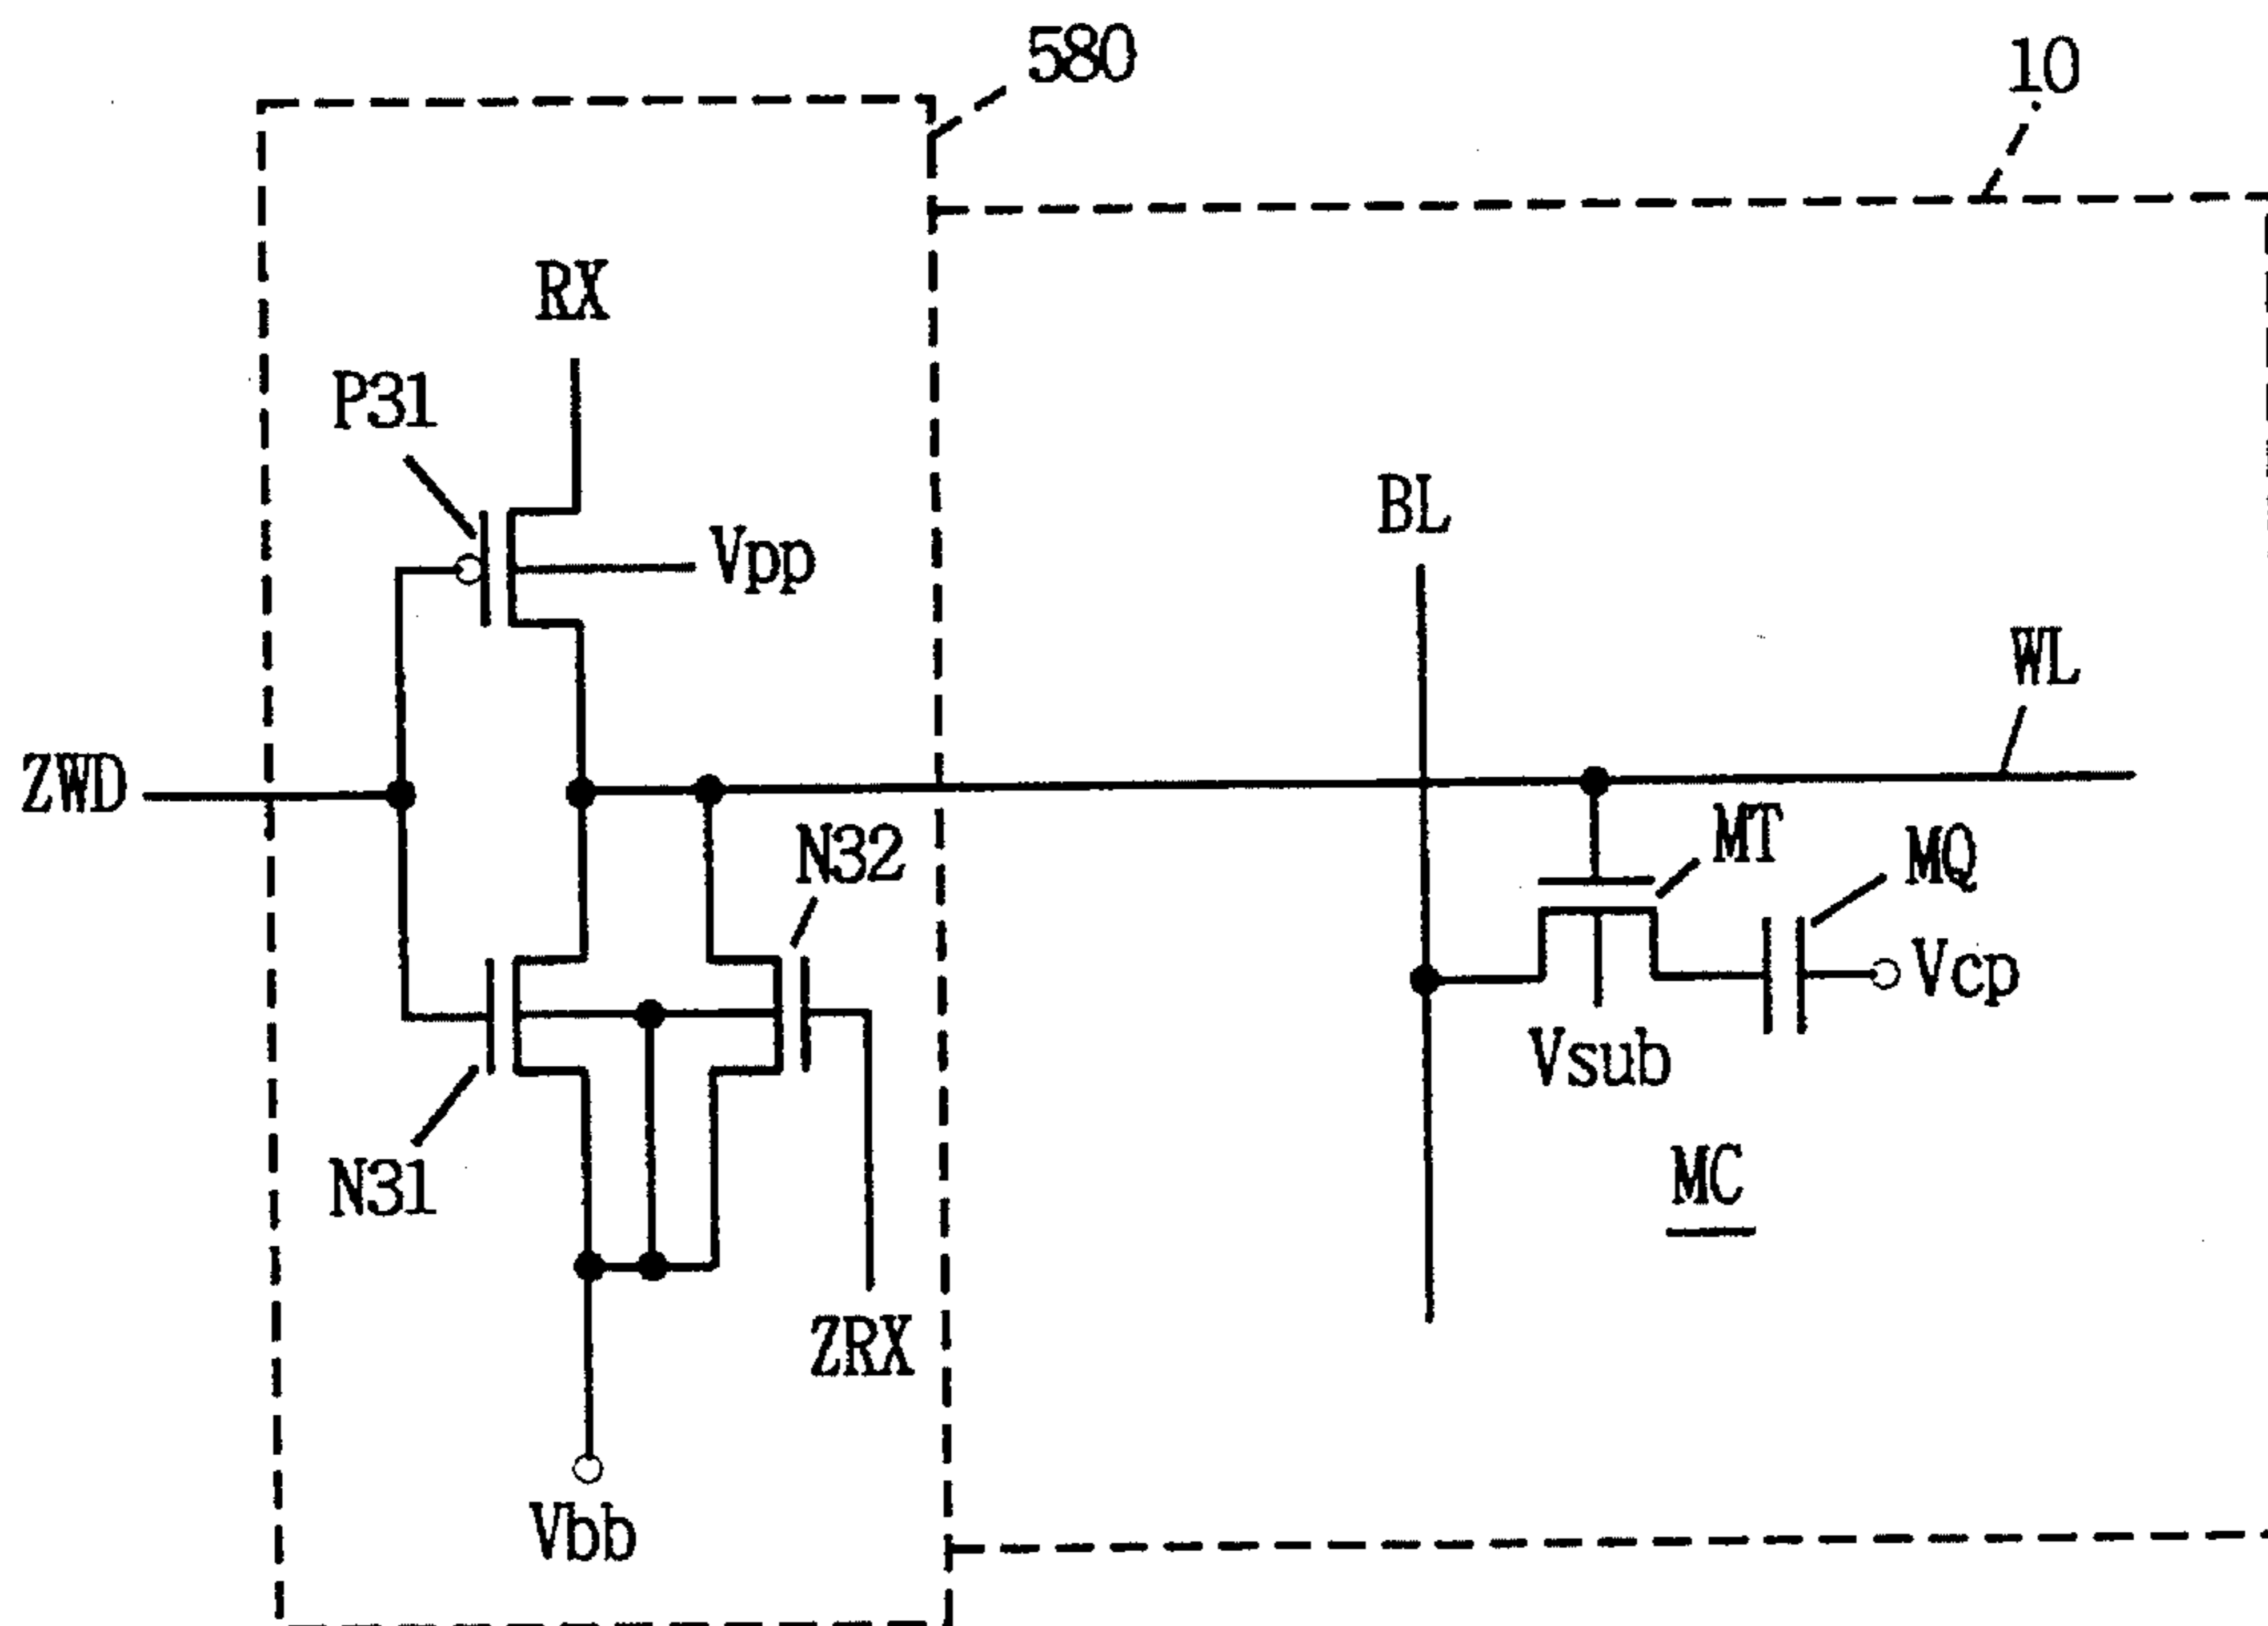 580
10
RX
P31
Vpp
BL
WL
ZWD
N32
MT
MQ
Vcp
Vsub
N31
MC
ZRX
Vbb